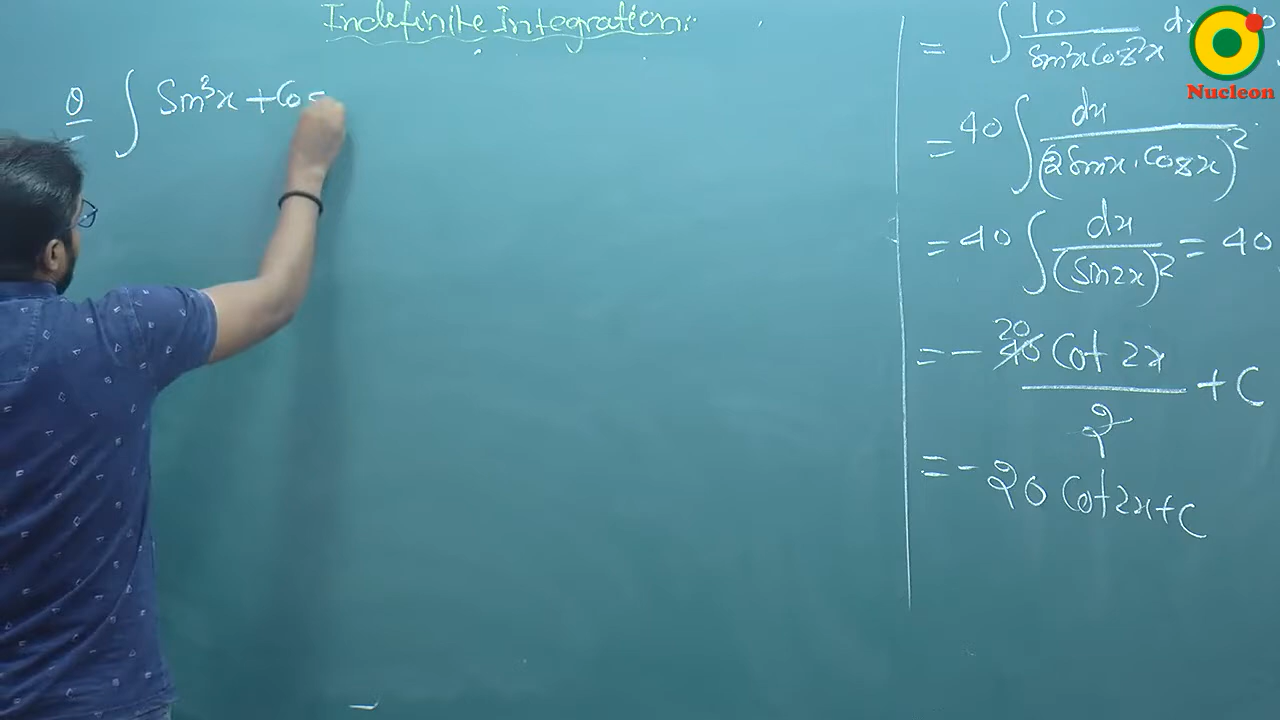 Indefinite Integration:
Q ∫ Sin³x + Cos
= ∫ 10 / Sin²x Cos²x dx
= 40 ∫ dx / (2 Sinx . Cosx)²
= 40 ∫ dx / (Sin2x)² = 40
= - 20 40 Cot 2x / 2 + C
= - 20 Cot 2x + C
Nucleon